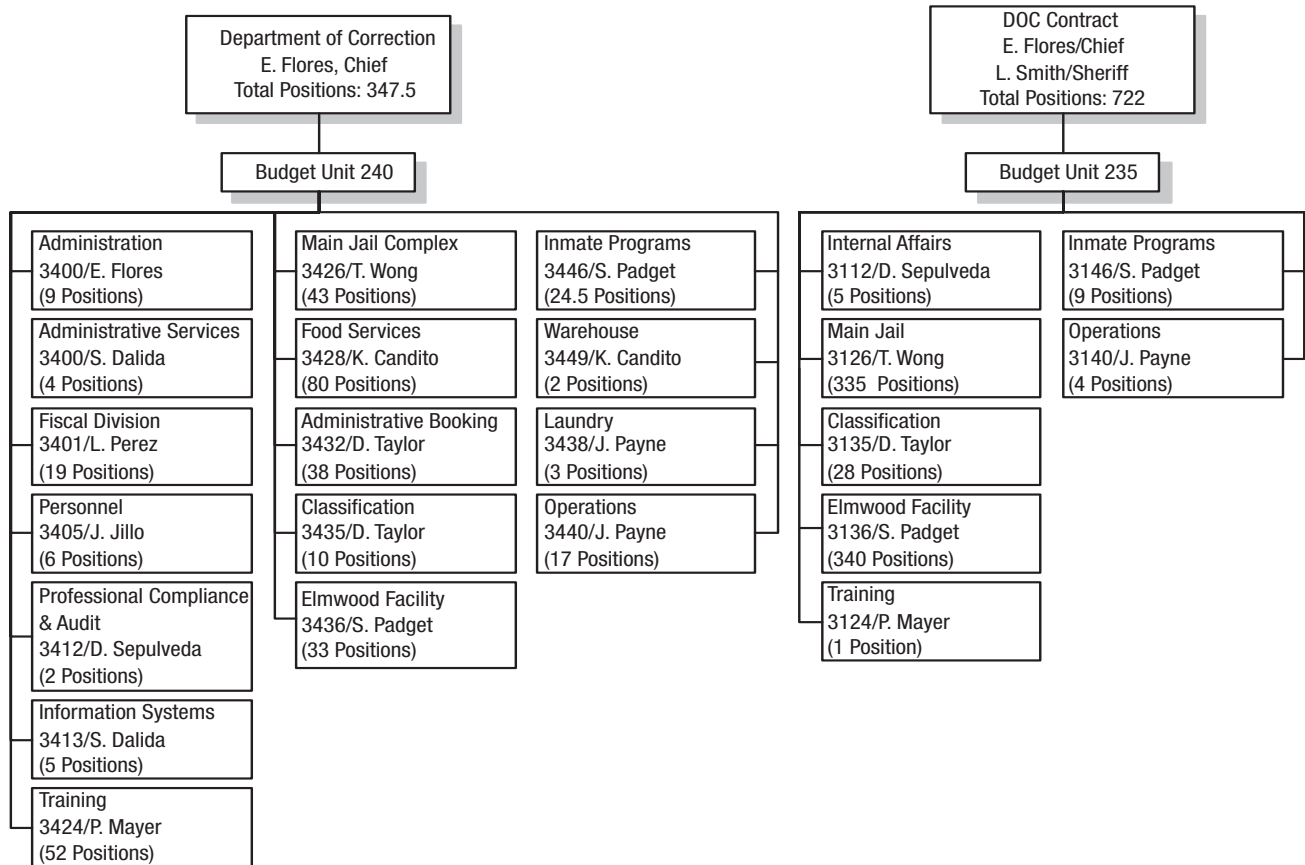 Department of Correction
E. Flores, Chief
Total Positions: 347.5
Budget Unit 240
Administration
3400/E. Flores
(9 Positions)
Administrative Services
3400/S. Dalida
(4 Positions)
Fiscal Division
3401/L. Perez
(19 Positions)
Personnel
3405/J. Jillo
(6 Positions)
Professional Compliance
& Audit
3412/D. Sepulveda
(2 Positions)
Information Systems
3413/S. Dalida
(5 Positions)
Training
3424/P. Mayer
(52 Positions)
Main Jail Complex
3426/T. Wong
(43 Positions)
Food Services
3428/K. Candito
(80 Positions)
Administrative Booking
3432/D. Taylor
(38 Positions)
Classification
3435/D. Taylor
(10 Positions)
Elmwood Facility
3436/S. Padget
(33 Positions)
Inmate Programs
3446/S. Padget
(24.5 Positions)
Warehouse
3449/K. Candito
(2 Positions)
Laundry
3438/J. Payne
(3 Positions)
Operations
3440/J. Payne
(17 Positions)
DOC Contract
E. Flores/Chief
L. Smith/Sheriff
Total Positions: 722
Budget Unit 235
Internal Affairs
3112/D. Sepulveda
(5 Positions)
Main Jail
3126/T. Wong
(335 Positions)
Classification
3135/D. Taylor
(28 Positions)
Elmwood Facility
3136/S. Padget
(340 Positions)
Training
3124/P. Mayer
(1 Position)
Inmate Programs
3146/S. Padget
(9 Positions)
Operations
3140/J. Payne
(4 Positions)